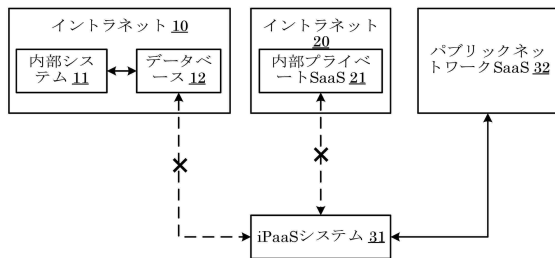 イントラネット 10
内部システム 11
データベース 12
イントラネット 20
内部プライベートSaaS 21
パブリックネットワークSaaS 32
iPaaSシステム 31